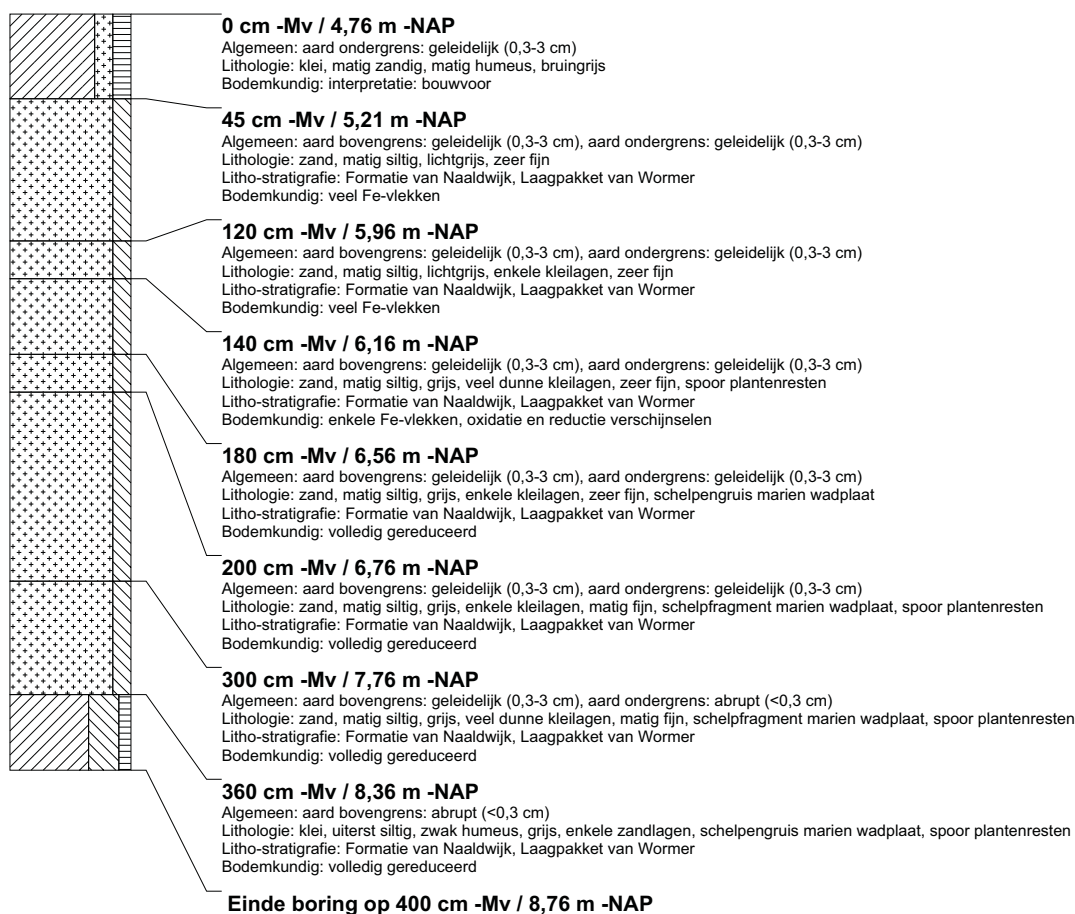 0 cm -Mv / 4,76 m -NAP
Algemeen: aard ondergrens: geleidelijk (0,3-3 cm)
Lithologie: klei, matig zandig, matig humeus, bruingrijs
Bodemkundig: interpretatie: bouwvoor
45 cm -Mv / 5,21 m -NAP
Algemeen: aard bovengrens: geleidelijk (0,3-3 cm), aard ondergrens: geleidelijk (0,3-3 cm)
Lithologie: zand, matig siltig, lichtgrijs, zeer fijn
Litho-stratigrafie: Formatie van Naaldwijk, Laagpakket van Wormer
Bodemkundig: veel Fe-vlekken
120 cm -Mv / 5,96 m -NAP
Algemeen: aard bovengrens: geleidelijk (0,3-3 cm), aard ondergrens: geleidelijk (0,3-3 cm)
Lithologie: zand, matig siltig, lichtgrijs, enkele kleilagen, zeer fijn
Litho-stratigrafie: Formatie van Naaldwijk, Laagpakket van Wormer
Bodemkundig: veel Fe-vlekken
140 cm -Mv / 6,16 m -NAP
Algemeen: aard bovengrens: geleidelijk (0,3-3 cm), aard ondergrens: geleidelijk (0,3-3 cm)
Lithologie: zand, matig siltig, grijs, veel dunne kleilagen, zeer fijn, spoor plantenresten
Litho-stratigrafie: Formatie van Naaldwijk, Laagpakket van Wormer
Bodemkundig: enkele Fe-vlekken, oxidatie en reductie verschijnselen
180 cm -Mv / 6,56 m -NAP
Algemeen: aard bovengrens: geleidelijk (0,3-3 cm), aard ondergrens: geleidelijk (0,3-3 cm)
Lithologie: zand, matig siltig, grijs, enkele kleilagen, zeer fijn, schelpengruis marien wadplaat
Litho-stratigrafie: Formatie van Naaldwijk, Laagpakket van Wormer
Bodemkundig: volledig gereduceerd
200 cm -Mv / 6,76 m -NAP
Algemeen: aard bovengrens: geleidelijk (0,3-3 cm), aard ondergrens: geleidelijk (0,3-3 cm)
Lithologie: zand, matig siltig, grijs, enkele kleilagen, matig fijn, schelpfragment marien wadplaat, spoor plantenresten
Litho-stratigrafie: Formatie van Naaldwijk, Laagpakket van Wormer
Bodemkundig: volledig gereduceerd
300 cm -Mv / 7,76 m -NAP
Algemeen: aard bovengrens: geleidelijk (0,3-3 cm), aard ondergrens: abrupt (<0,3 cm)
Lithologie: zand, matig siltig, grijs, veel dunne kleilagen, matig fijn, schelpfragment marien wadplaat, spoor plantenresten
Litho-stratigrafie: Formatie van Naaldwijk, Laagpakket van Wormer
Bodemkundig: volledig gereduceerd
360 cm -Mv / 8,36 m -NAP
Algemeen: aard bovengrens: abrupt (<0,3 cm)
Lithologie: klei, uiterst siltig, zwak humeus, grijs, enkele zandlagen, schelpengruis marien wadplaat, spoor plantenresten
Litho-stratigrafie: Formatie van Naaldwijk, Laagpakket van Wormer
Bodemkundig: volledig gereduceerd
Einde boring op 400 cm -Mv / 8,76 m -NAP